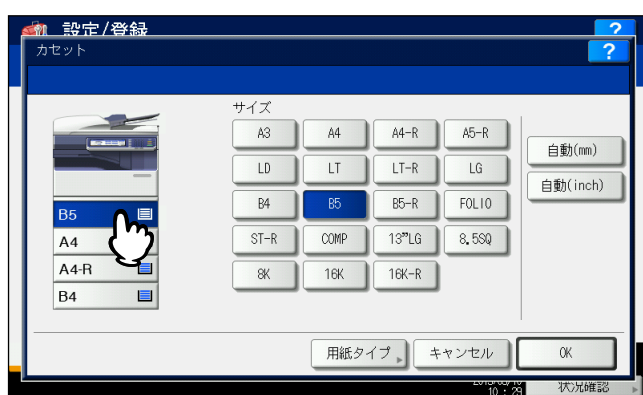 設定/登録
?
カセット
?
サイズ
A3 A4 A4-R A5-R
自動(mm)
LD LT LT-R LG
自動(inch)
B5
B4 B5 B5-R FOLIO
A4
ST-R COMP 13"LG 8.5SQ
A4-R
8K 16K 16K-R
B4
用紙タイプ キャンセル OK
10:29 状況確認